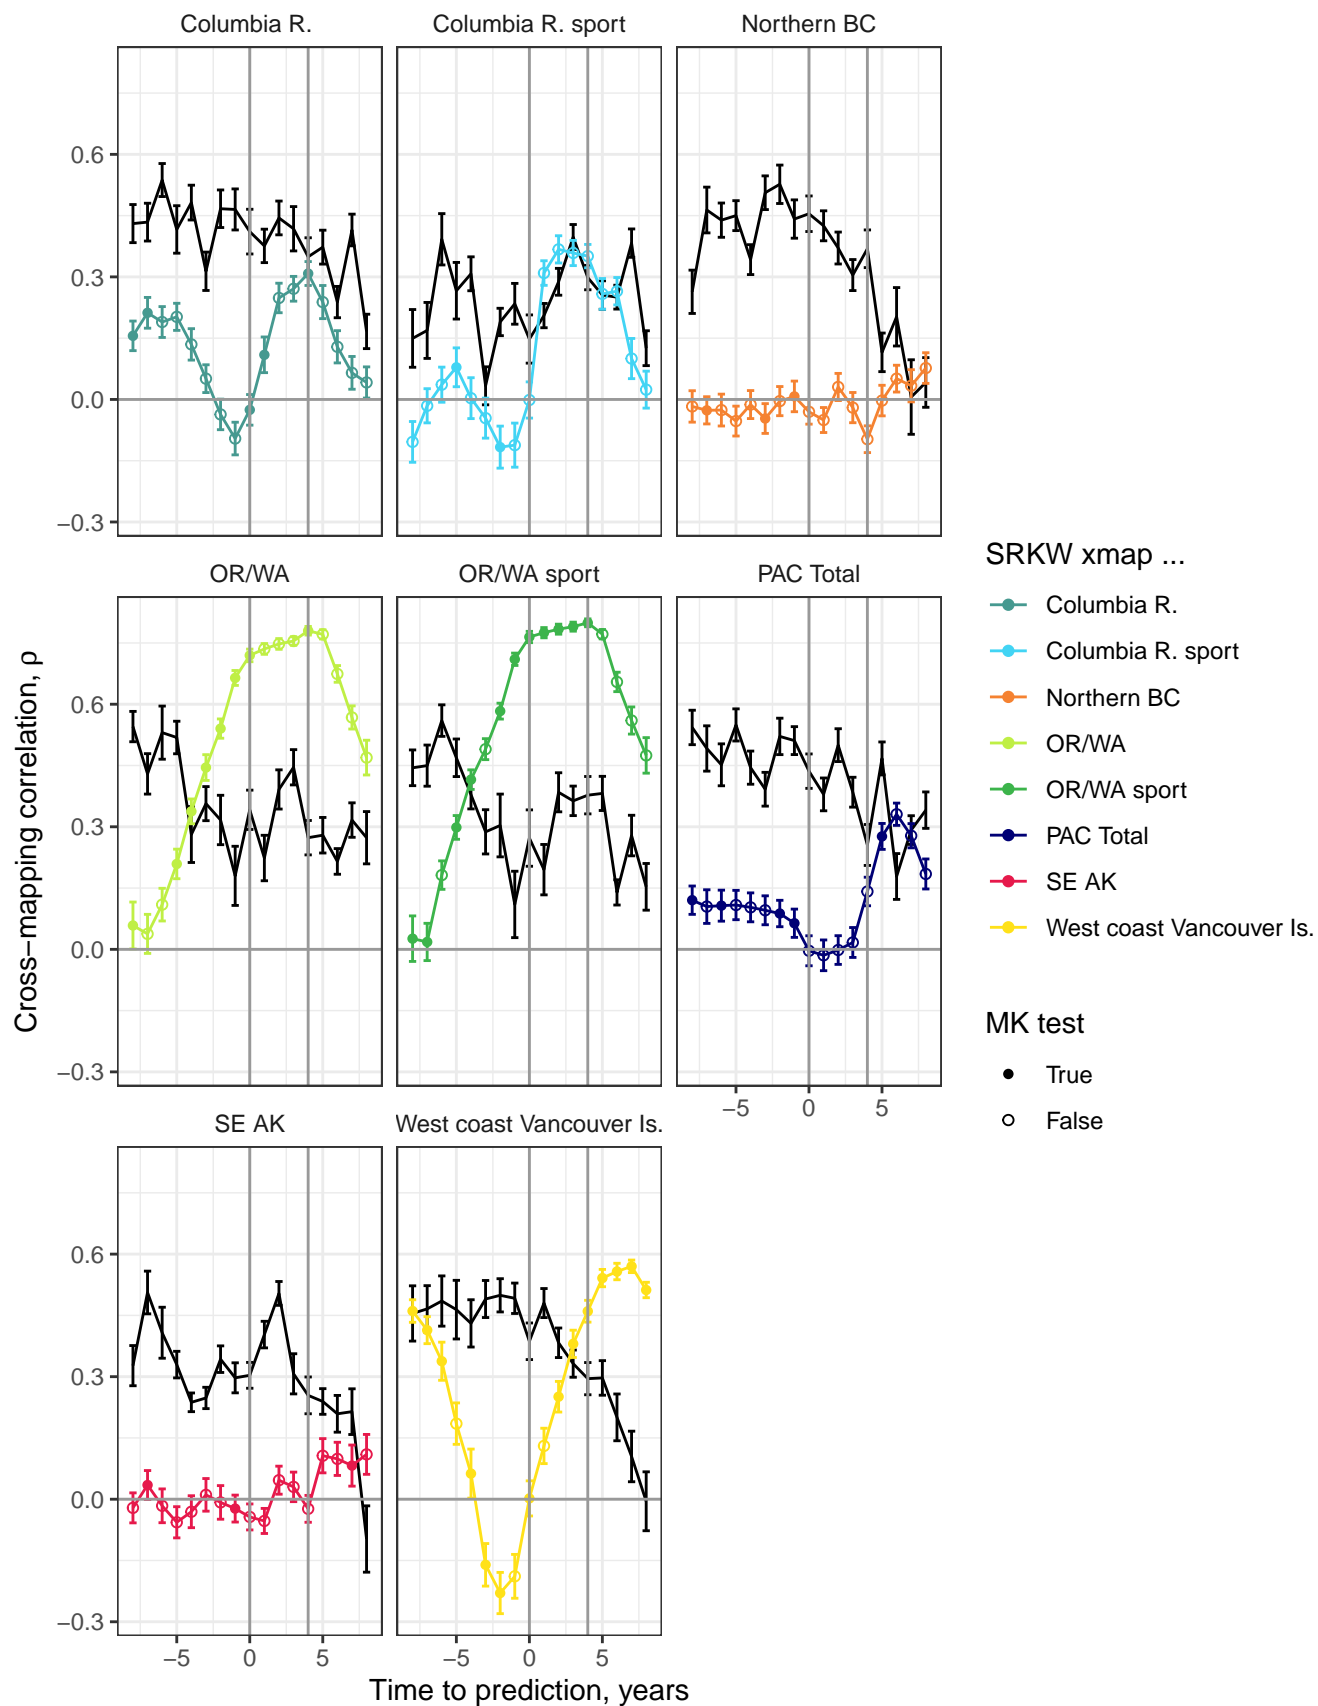 Columbia R. Columbia R. sport Northern BC
0.6
0.3
0.0
−0.3
OR/WA OR/WA sport PAC Total
0.6
0.3
0.0
−0.3
−5 0 5
SE AK West coast Vancouver Is.
0.6
0.3
0.0
−0.3
−5 0 5 −5 0 5
Time to prediction, years
Cross−mapping correlation, ρ
SRKW xmap ...
Columbia R.
Columbia R. sport
Northern BC
OR/WA
OR/WA sport
PAC Total
SE AK
West coast Vancouver Is.
MK test
True
False